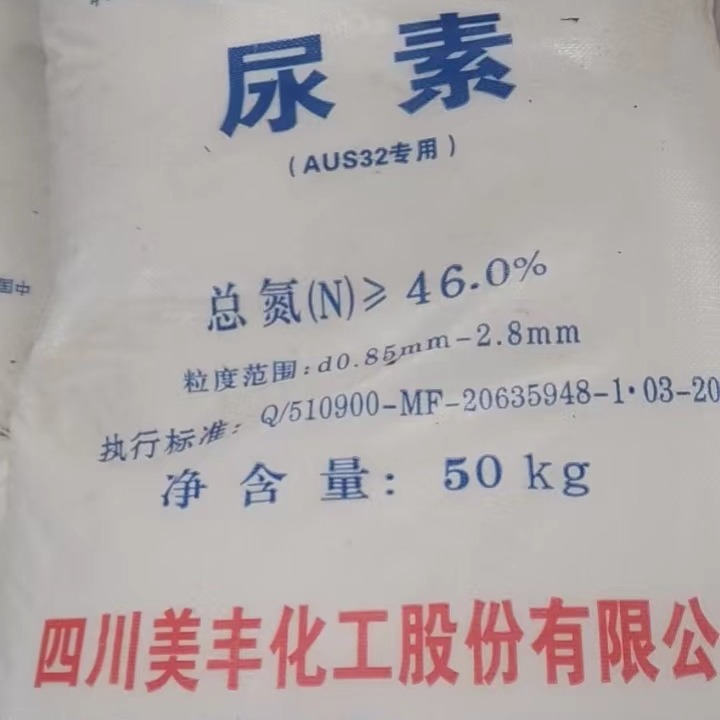 尿素
（AUS32专用）
总氮(N)≥46.0%
粒度范围：d0.85mm-2.8mm
执行标准：Q/510900-MF-20635948-1·03-20
净含量：50kg
中国
四川美丰化工股份有限公